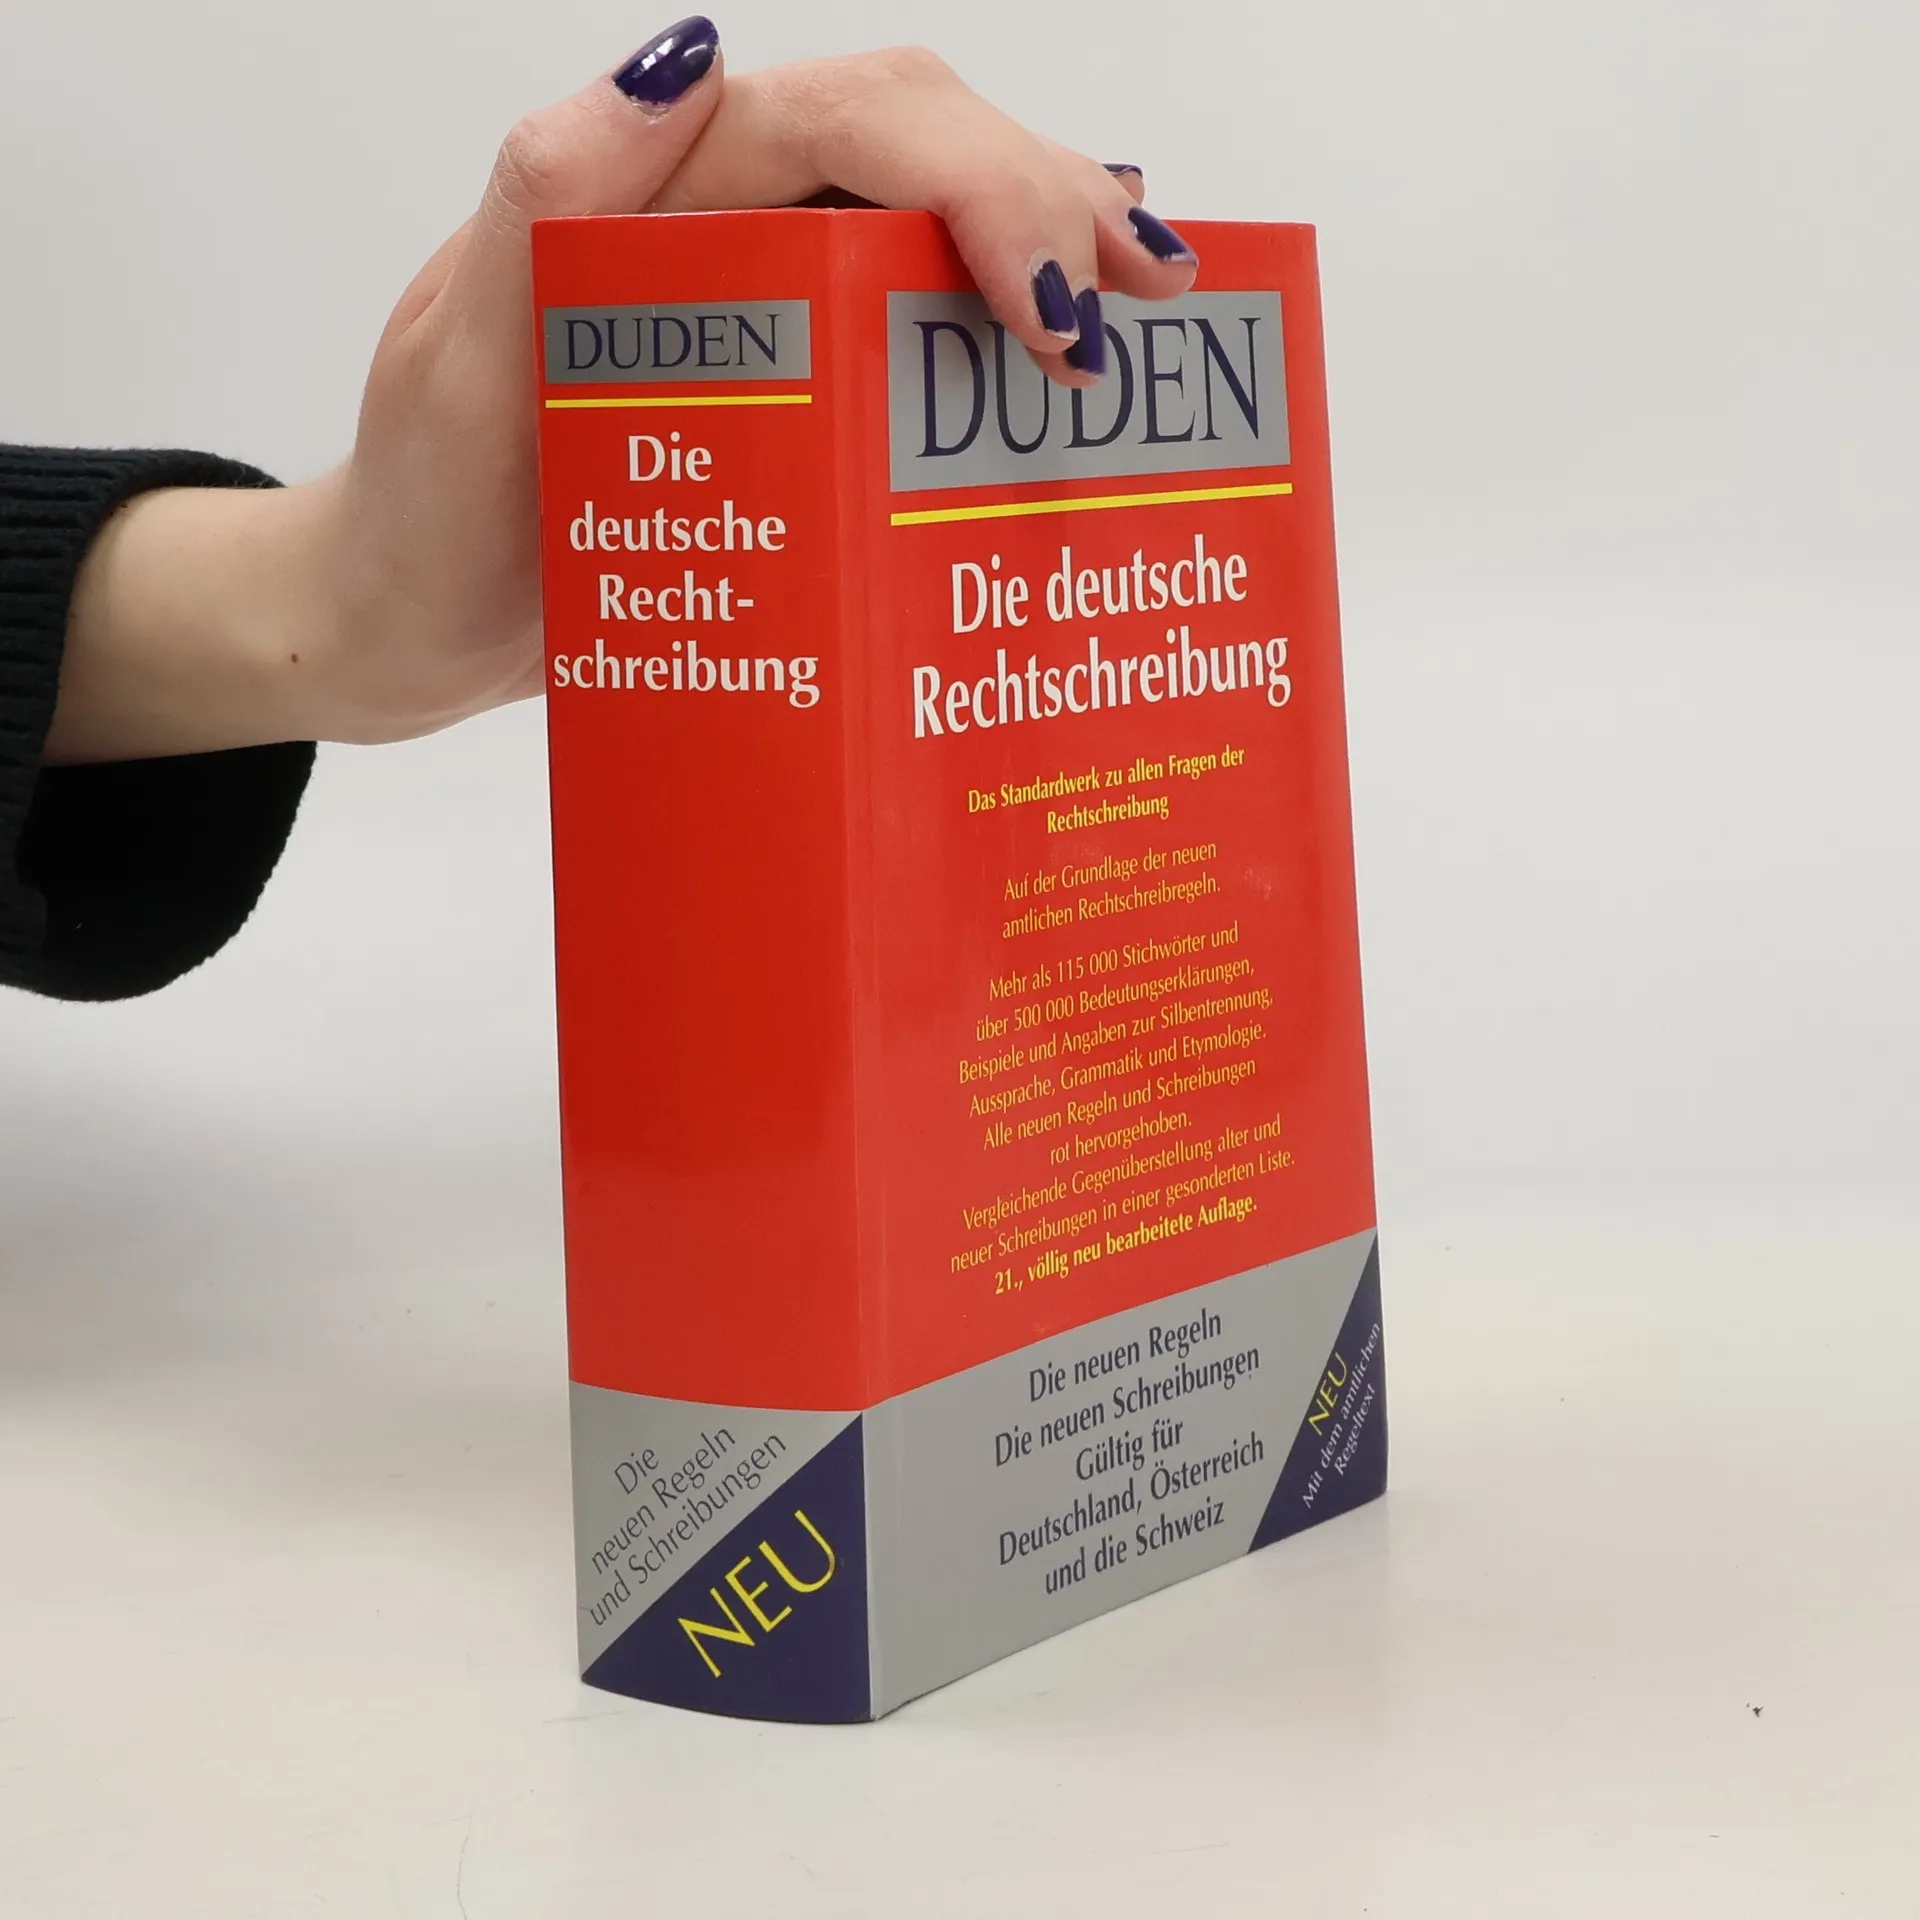 DUDEN
Die
deutsche
Recht-
schreibung
Die
neuen Regeln
und Schreibungen
NEU
DUDEN
Die deutsche
Rechtschreibung
Das Standardwerk zu allen Fragen der
Rechtschreibung
Auf der Grundlage der neuen
amtlichen Rechtschreibregeln.
Mehr als 115 000 Stichwörter und
über 500 000 Bedeutungserklärungen,
Beispiele und Angaben zur Silbentrennung,
Aussprache, Grammatik und Etymologie.
Alle neuen Regeln und Schreibungen
rot hervorgehoben.
Vergleichende Gegenüberstellung alter und
neuer Schreibungen in einer gesonderten Liste.
21., völlig neu bearbeitete Auflage.
Die neuen Regeln
Die neuen Schreibungen
Gültig für
Deutschland, Österreich
und die Schweiz
NEU
Mit dem amtlichen
Regeltext